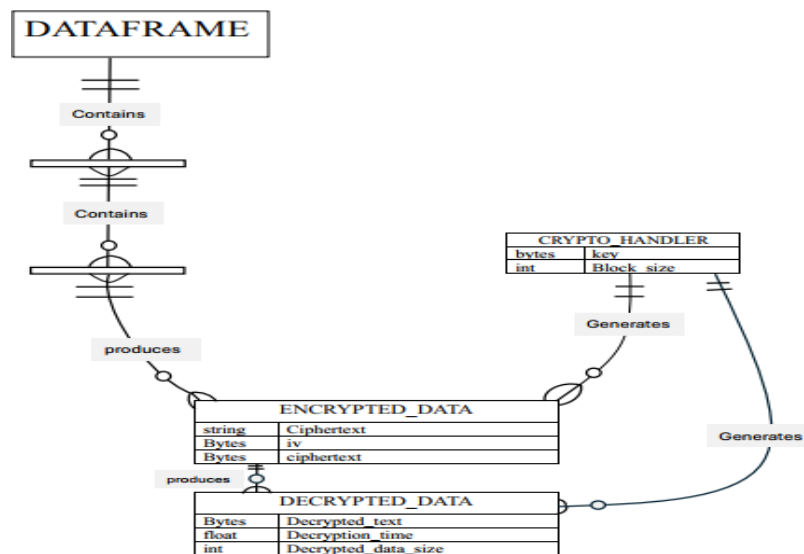 DATAFRAME
Contains
Contains
CRYPTO_HANDLER
bytes key
int Block_size
produces
Generates
ENCRYPTED_DATA
string Ciphertext
Bytes iv
Bytes ciphertext
Generates
produces
DECRYPTED_DATA
Bytes Decrypted_text
float Decryption_time
int Decrypted_data_size